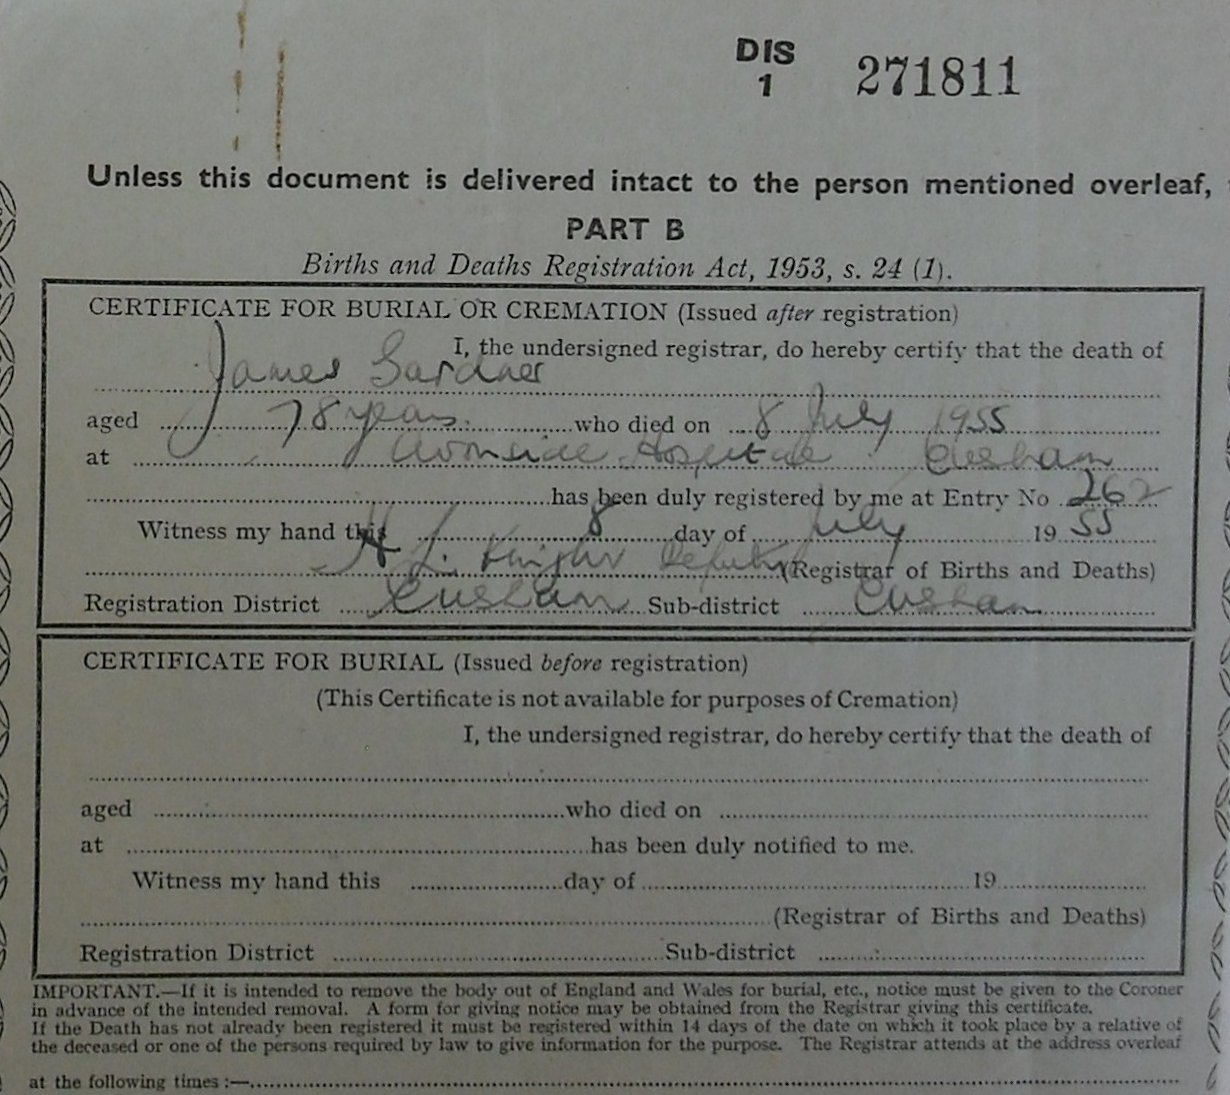 DIS
1 271811
Unless this document is delivered intact to the person mentioned overleaf,
PART B
Births and Deaths Registration Act, 1953, s. 24 (1).
CERTIFICATE FOR BURIAL OR CREMATION (Issued after registration)
I, the undersigned registrar, do hereby certify that the death of
James Gardner
aged 78 years who died on 8 July 1955
at Avonside Hospital Evesham
has been duly registered by me at Entry No 262
Witness my hand this 8 day of July 19 55
H. L. Knight Deputy (Registrar of Births and Deaths)
Registration District Evesham Sub-district Evesham
CERTIFICATE FOR BURIAL (Issued before registration)
(This Certificate is not available for purposes of Cremation)
I, the undersigned registrar, do hereby certify that the death of
aged who died on
at has been duly notified to me.
Witness my hand this day of 19
(Registrar of Births and Deaths)
Registration District Sub-district
IMPORTANT.—If it is intended to remove the body out of England and Wales for burial, etc., notice must be given to the Coroner
in advance of the intended removal. A form for giving notice may be obtained from the Registrar giving this certificate.
If the Death has not already been registered it must be registered within 14 days of the date on which it took place by a relative of
the deceased or one of the persons required by law to give information for the purpose. The Registrar attends at the address overleaf
at the following times :—